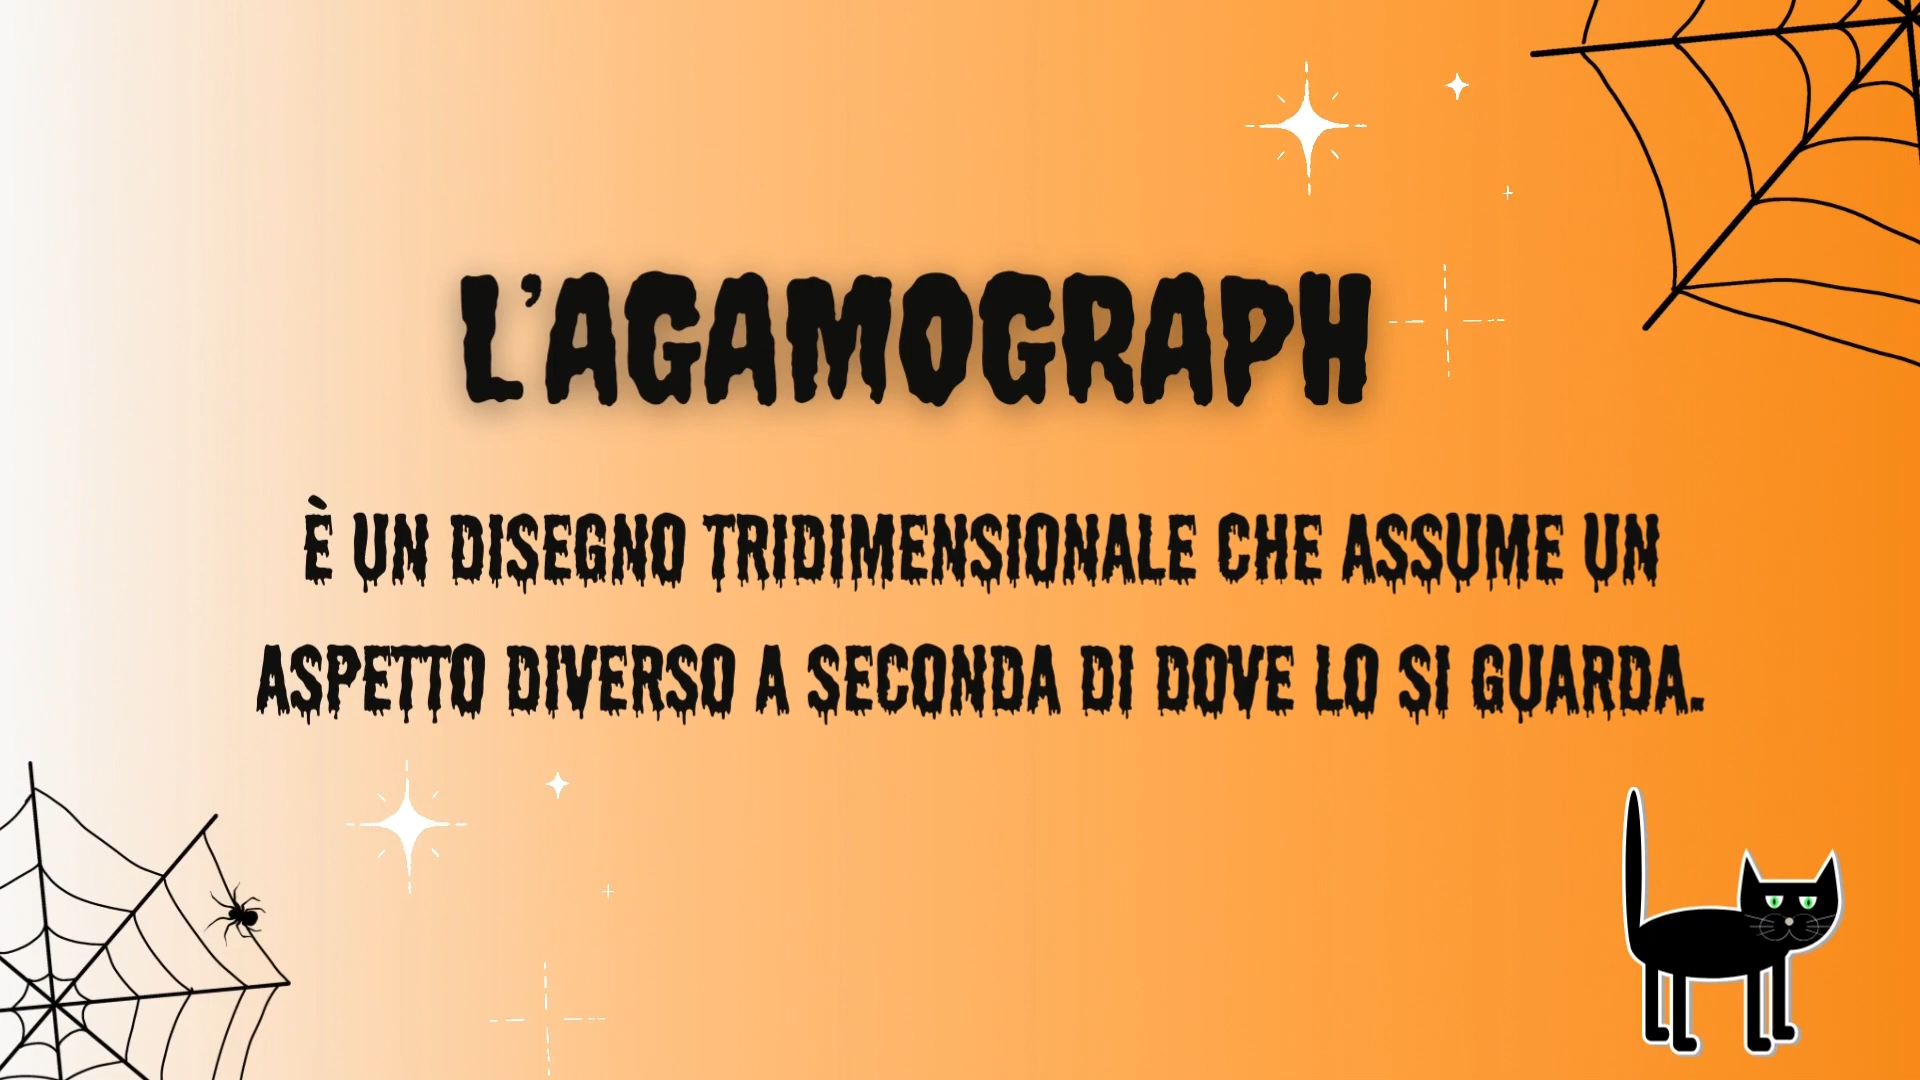 L'AGAMOGRAPH
È UN DISEGNO TRIDIMENSIONALE CHE ASSUME UN
ASPETTO DIVERSO A SECONDA DI DOVE LO SI GUARDA.